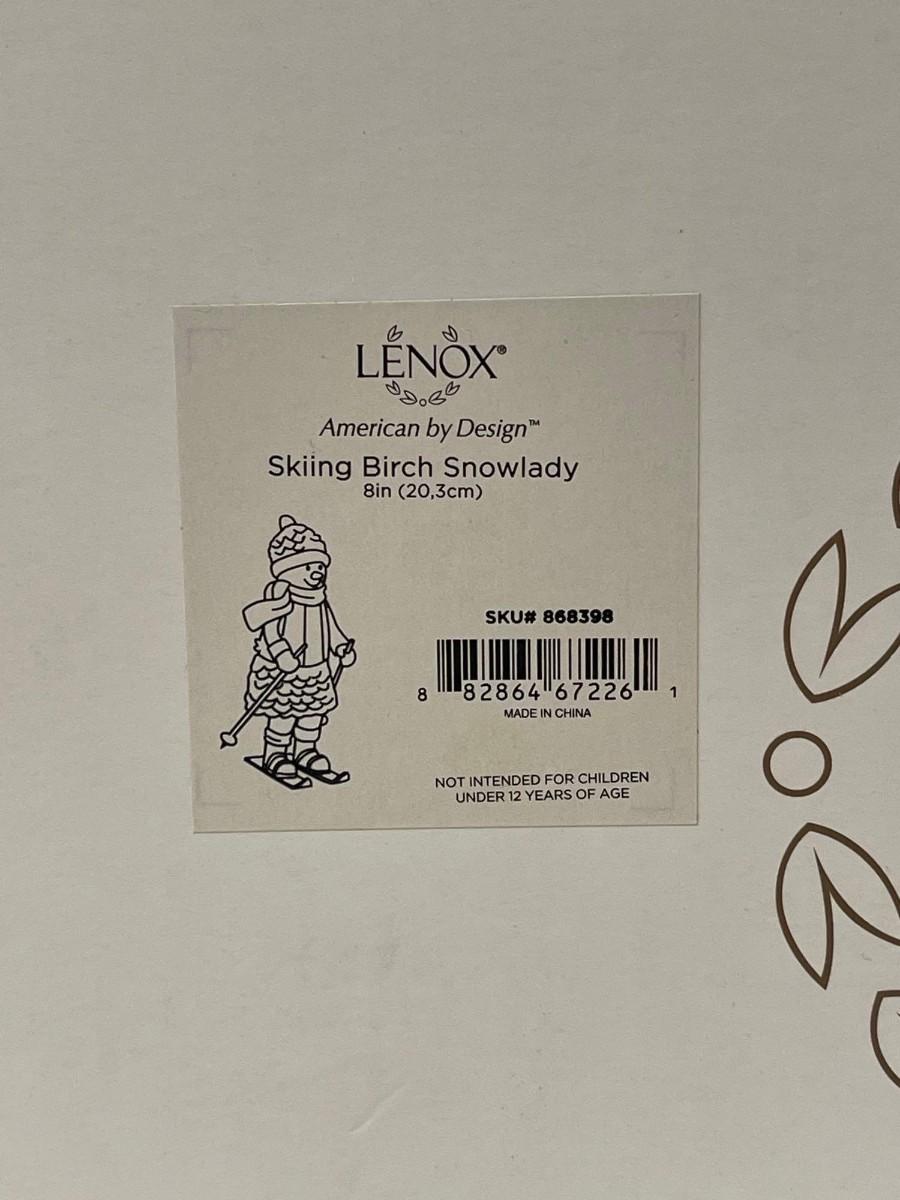 LENOX®
American by Design™
Skiing Birch Snowlady
8in (20,3cm)
SKU# 868398
8 82864 67226 1
MADE IN CHINA
NOT INTENDED FOR CHILDREN
UNDER 12 YEARS OF AGE